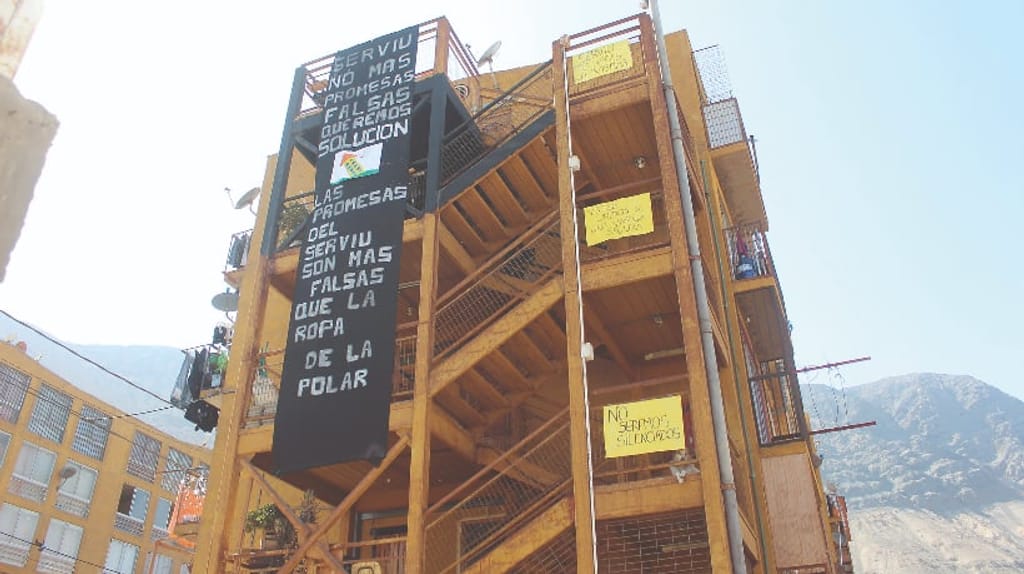 SERVIU
NO MAS
PROMESAS
FALSAS
QUEREMOS
SOLUCION
LAS
PROMESAS
DEL
SERVIU
SON MAS
FALSAS
QUE LA
ROPA
DE LA
POLAR
NO
SEREMOS
SILENCIADOS